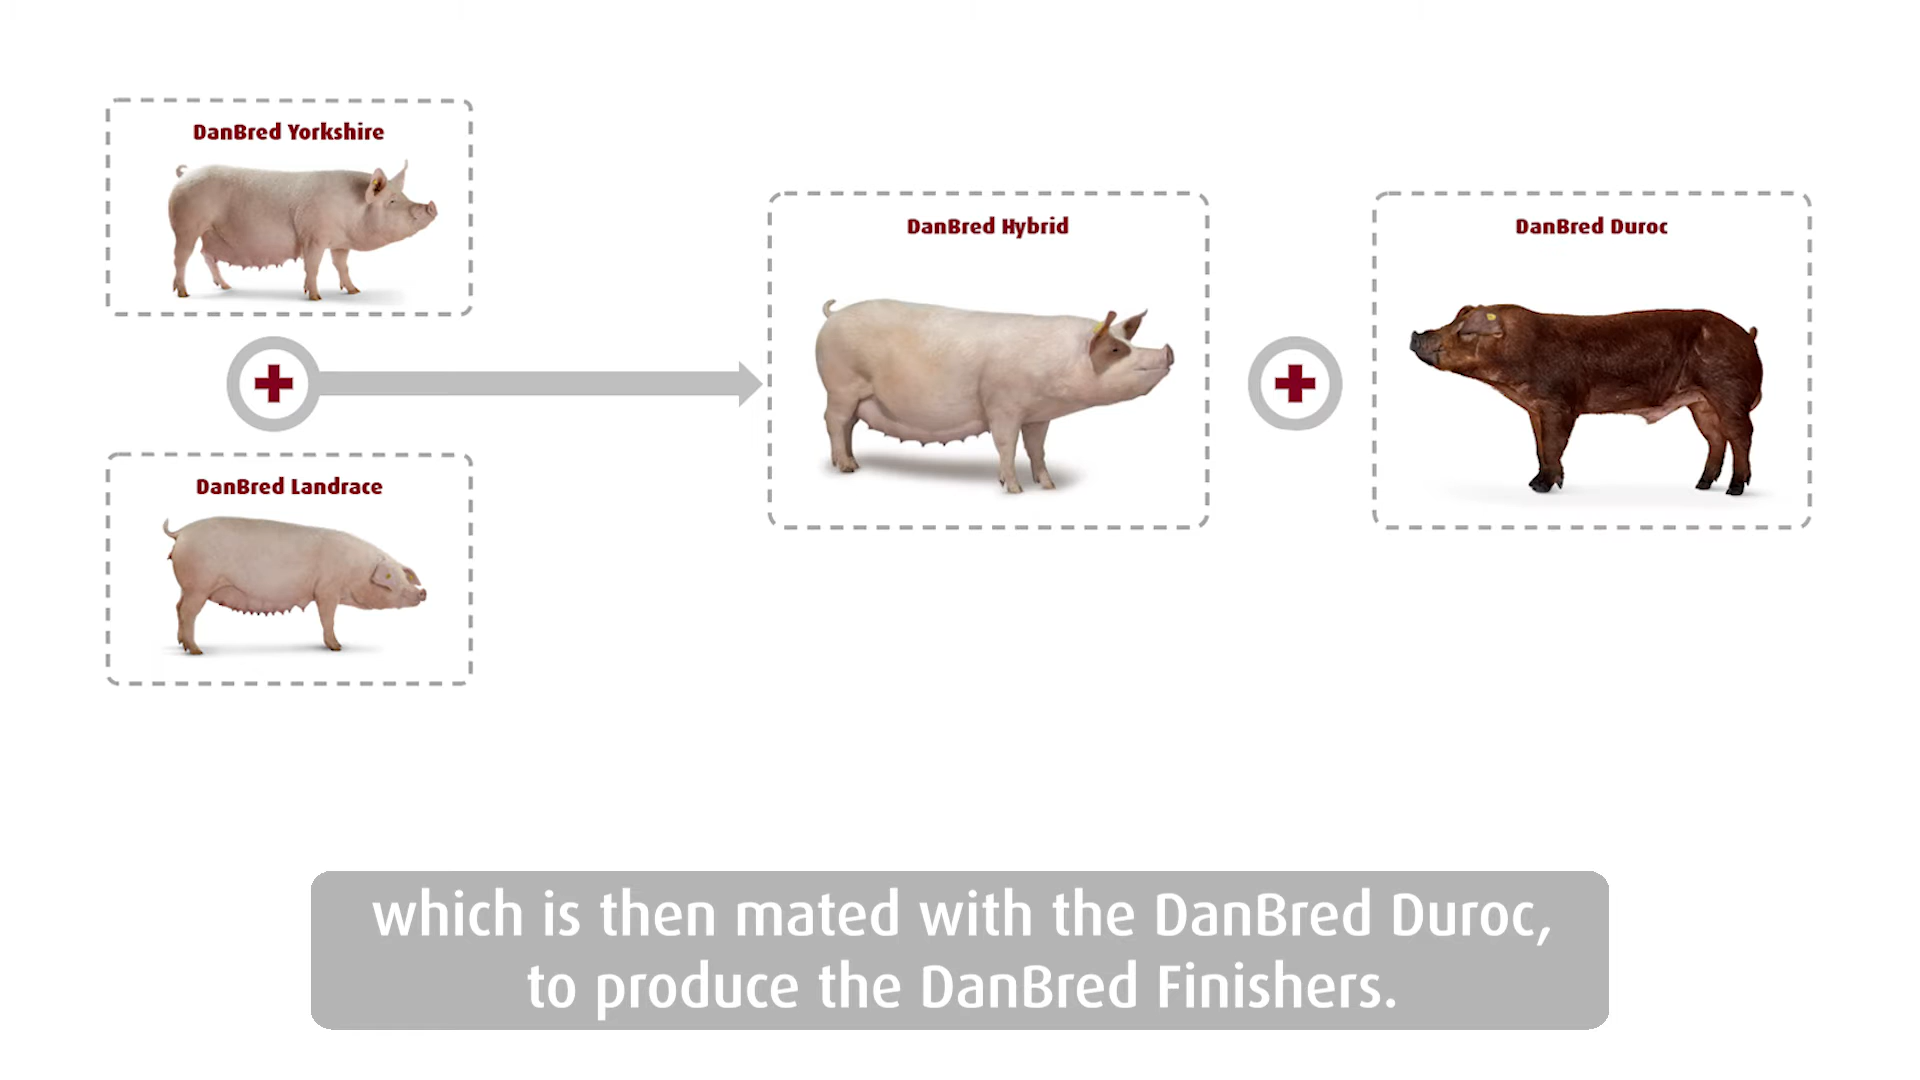 DanBred Yorkshire
DanBred Landrace
DanBred Hybrid
DanBred Duroc
which is then mated with the DanBred Duroc,
to produce the DanBred Finishers.